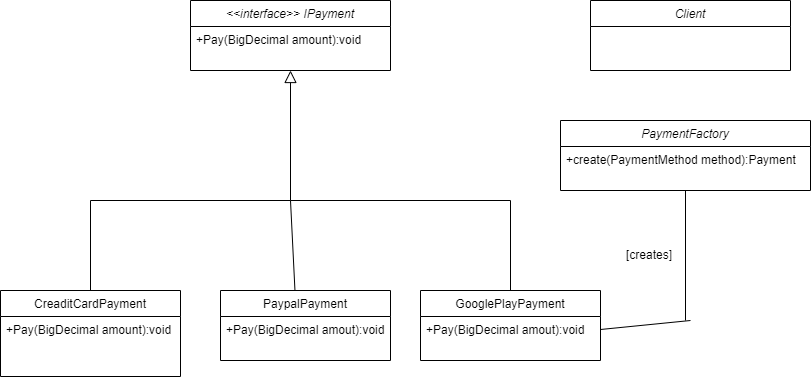 <<interface>> IPayment
+Pay(BigDecimal amount):void
Client
PaymentFactory
+create(PaymentMethod method):Payment
[creates]
CreaditCardPayment
+Pay(BigDecimal amount):void
PaypalPayment
+Pay(BigDecimal amout):void
GooglePlayPayment
+Pay(BigDecimal amout):void